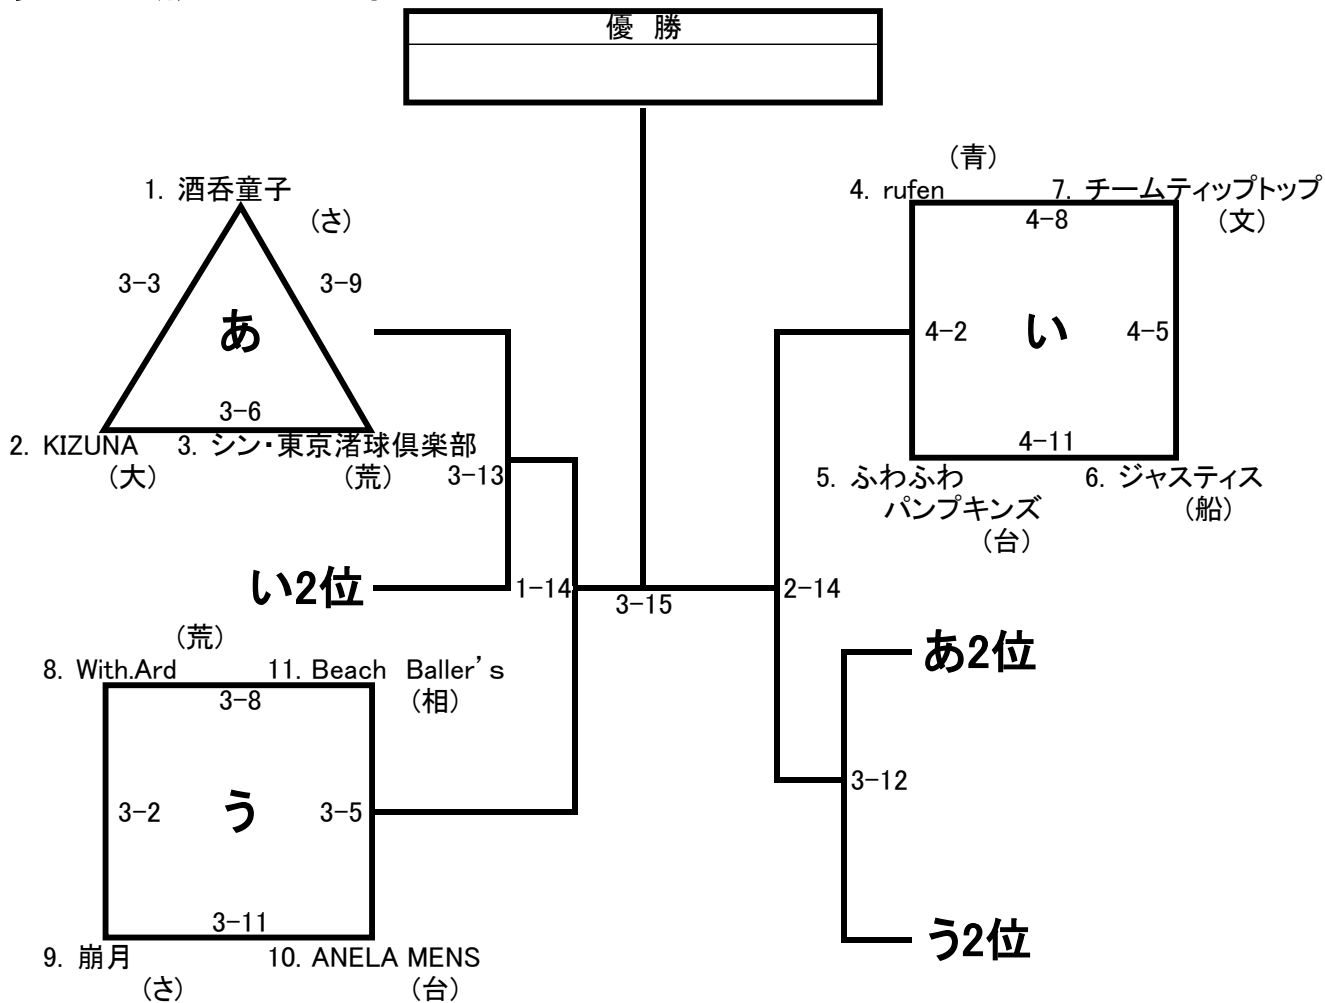 優 勝
(青)
1. 酒呑童子
(さ)
4. rufen
7. チームティップトップ
(文)
3-3
3-9
あ
3-6
4-8
4-2
い
4-5
4-11
2. KIZUNA
(大)
3. シン・東京渚球倶楽部
(荒)
3-13
5. ふわふわ
パンプキンズ
(台)
6. ジャスティス
(船)
い2位
1-14
3-15
2-14
(荒)
8. With.Ard
11. Beach Baller's
(相)
あ2位
3-8
3-2
う
3-5
3-11
3-12
9. 崩月
(さ)
10. ANELA MENS
(台)
う2位